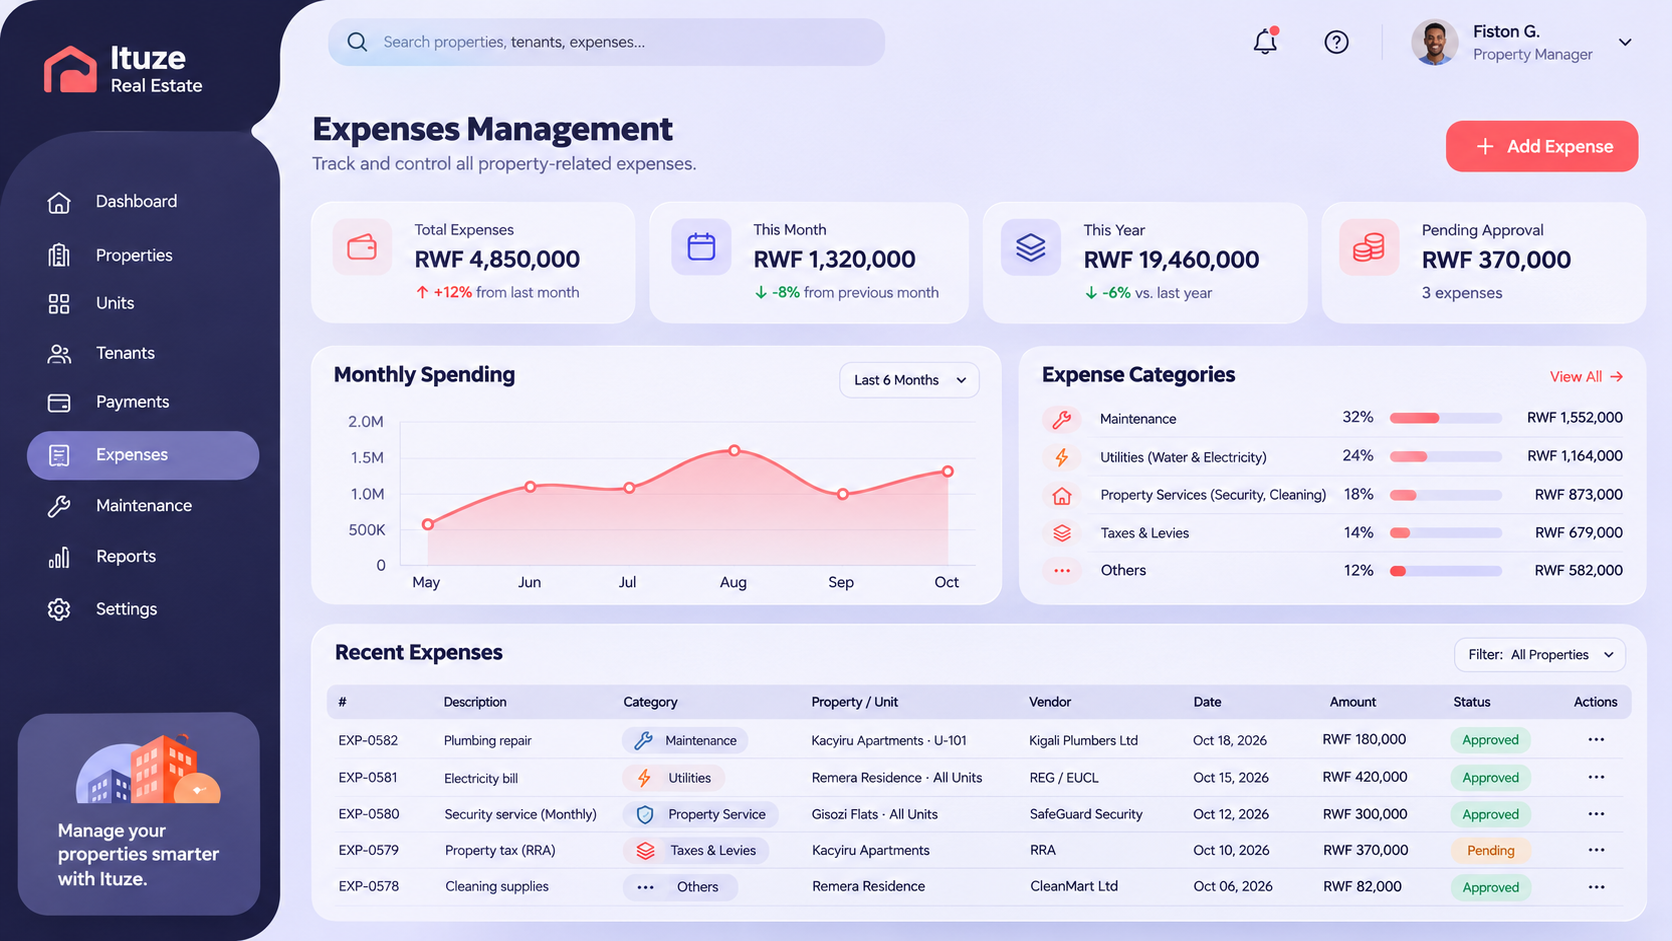 Ituze
Real Estate
Search properties, tenants, expenses...
Fiston G.
Property Manager
Expenses Management
Track and control all property-related expenses.
+ Add Expense
Dashboard
Properties
Units
Tenants
Payments
Expenses
Maintenance
Reports
Settings
Manage your
properties smarter
with Ituze.
Total Expenses
RWF 4,850,000
↑ +12% from last month
This Month
RWF 1,320,000
↓ -8% from previous month
This Year
RWF 19,460,000
↓ -6% vs. last year
Pending Approval
RWF 370,000
3 expenses
Monthly Spending
Last 6 Months
2.0M
1.5M
1.0M
500K
0
May Jun Jul Aug Sep Oct
Expense Categories
View All →
Maintenance 32% RWF 1,552,000
Utilities (Water & Electricity) 24% RWF 1,164,000
Property Services (Security, Cleaning) 18% RWF 873,000
Taxes & Levies 14% RWF 679,000
Others 12% RWF 582,000
Recent Expenses
Filter: All Properties
# Description Category Property / Unit Vendor Date Amount Status Actions
EXP-0582 Plumbing repair Maintenance Kacyiru Apartments · U-101 Kigali Plumbers Ltd Oct 18, 2026 RWF 180,000 Approved ...
EXP-0581 Electricity bill Utilities Remera Residence · All Units REG / EUCL Oct 15, 2026 RWF 420,000 Approved ...
EXP-0580 Security service (Monthly) Property Service Gisozi Flats · All Units SafeGuard Security Oct 12, 2026 RWF 300,000 Approved ...
EXP-0579 Property tax (RRA) Taxes & Levies Kacyiru Apartments RRA Oct 10, 2026 RWF 370,000 Pending ...
EXP-0578 Cleaning supplies Others Remera Residence CleanMart Ltd Oct 06, 2026 RWF 82,000 Approved ...